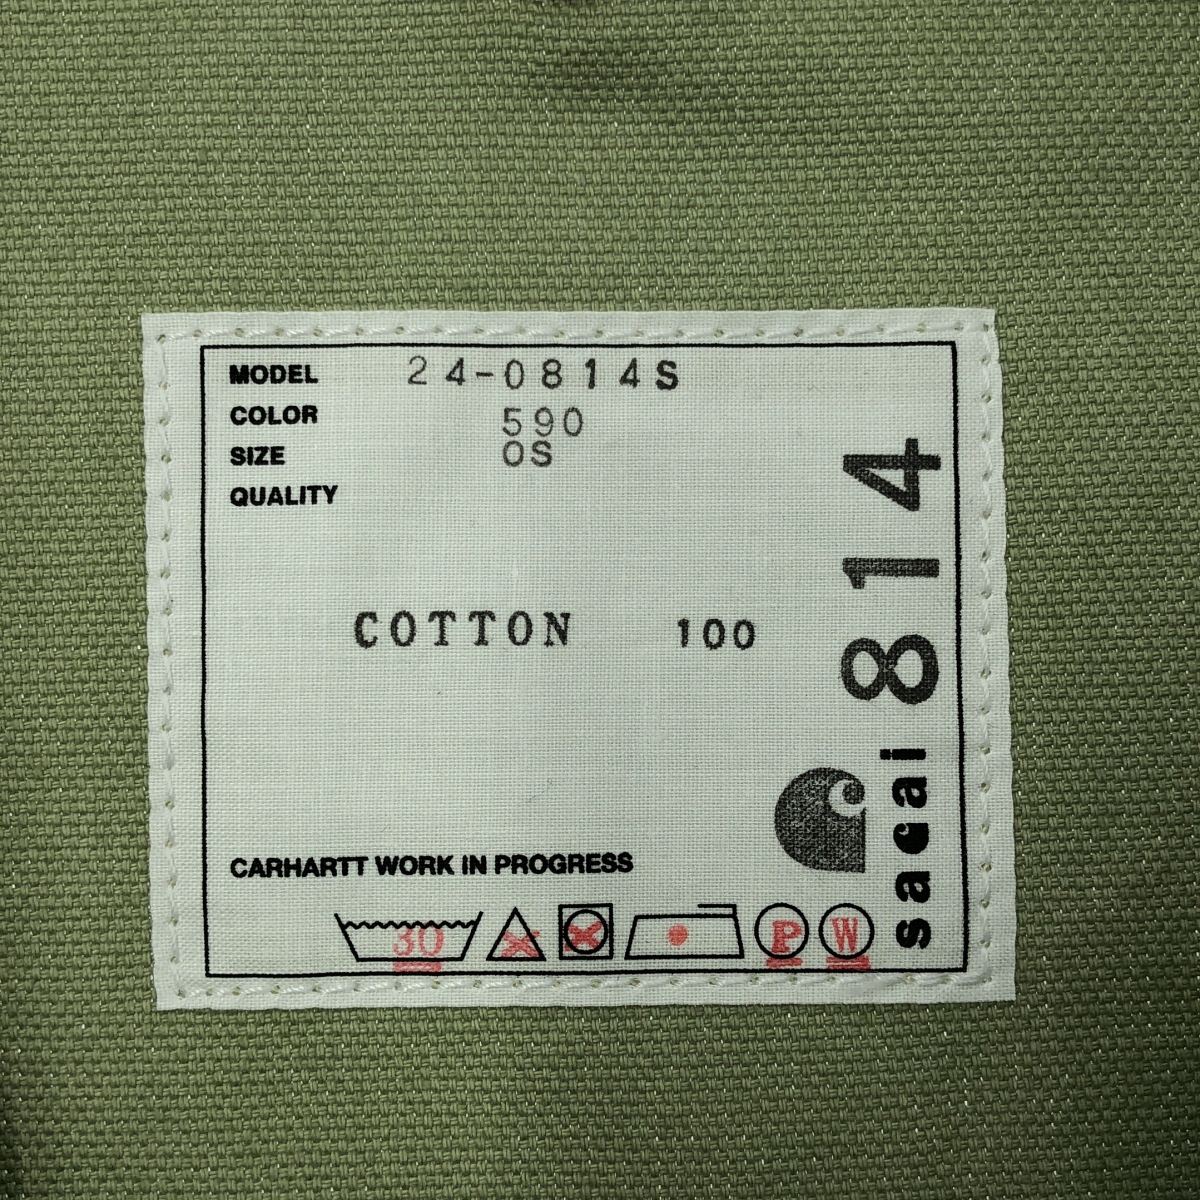 MODEL 24-0814S
COLOR 590
SIZE OS
QUALITY
COTTON 100
CARHARTT WORK IN PROGRESS
30 P W
sacai 814